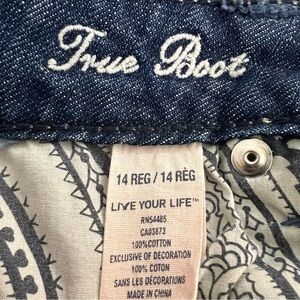 True Boot
14 REG / 14 RÈG
LIVE YOUR LIFE™
RN54485
CA03873
100%COTTON
EXCLUSIVE OF DECORATION
100% COTON
SANS LES DÉCORATIONS
MADE IN CHINA